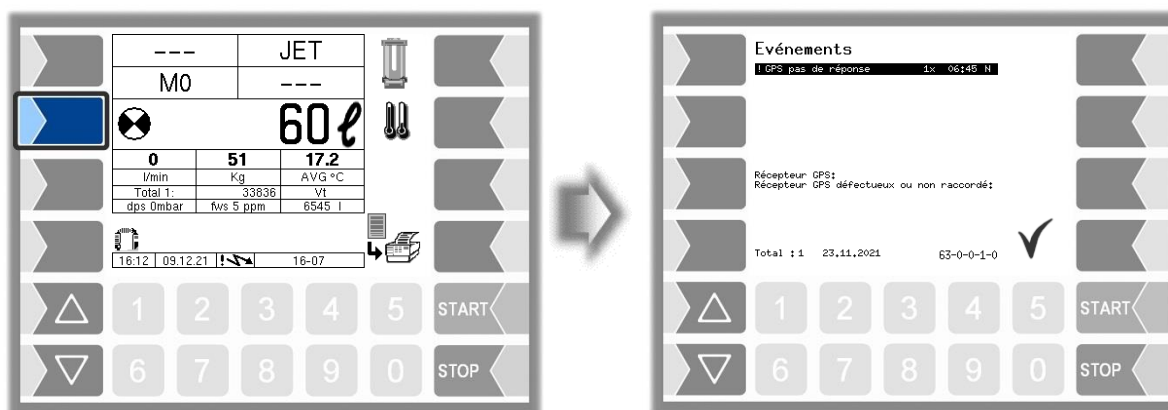 --- JET
M0 ---
60 ℓ
0 51 17.2
l/min Kg AVG °C
Total 1: 33836 Vt
dps 0mbar fws 5 ppm 6545 l
16:12 09.12.21 ! 16-07
1 2 3 4 5 START
6 7 8 9 0 STOP
Evénements
! GPS pas de réponse 1x 06:45 N
Récepteur GPS:
Récepteur GPS défectueux ou non raccordé;
Total :1 23.11.2021 63-0-0-1-0
1 2 3 4 5 START
6 7 8 9 0 STOP